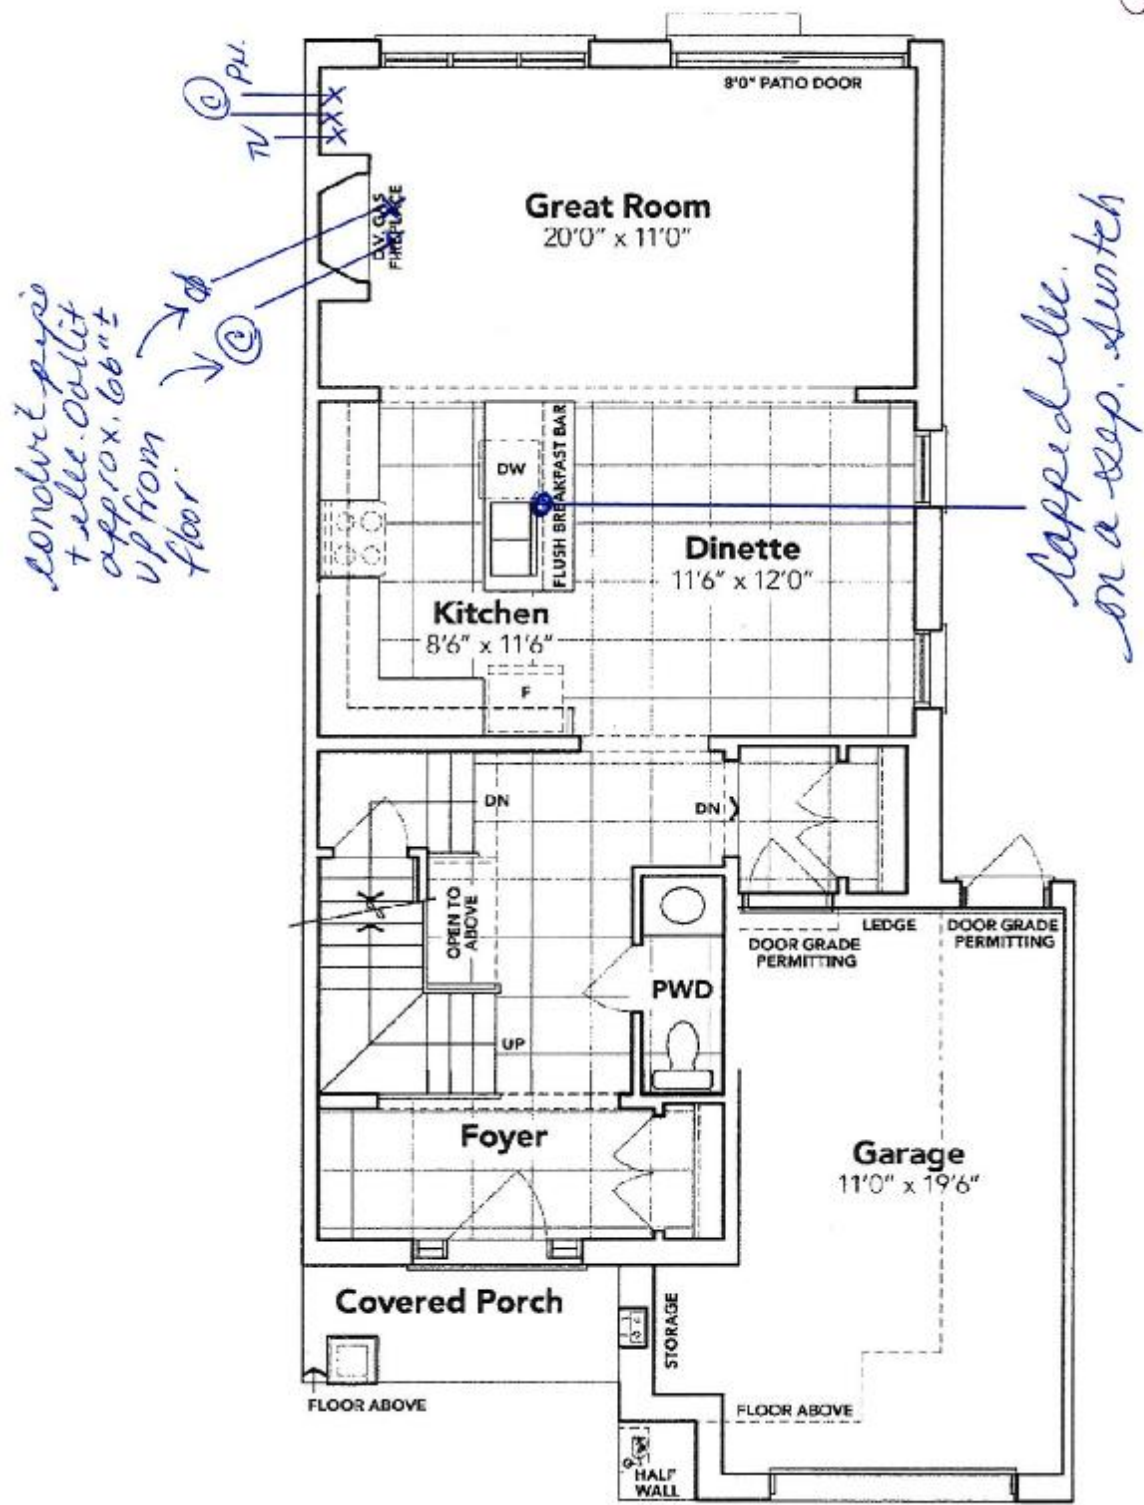 PH.
C
TV
8'0" PATIO DOOR
Great Room
20'0" x 11'0"
D.V. GAS
FIREPLACE
C
conduit pipe
+ elec. outlit
approx. 66" ±
up from
floor
Capped elec.
on a sep. switch
DW
FLUSH BREAKFAST BAR
Dinette
11'6" x 12'0"
Kitchen
8'6" x 11'6"
F
DN
DN
OPEN TO
ABOVE
LEDGE
DOOR GRADE
PERMITTING
DOOR GRADE
PERMITTING
PWD
UP
Foyer
Garage
11'0" x 19'6"
Covered Porch
STORAGE
FLOOR ABOVE
FLOOR ABOVE
HALF
WALL